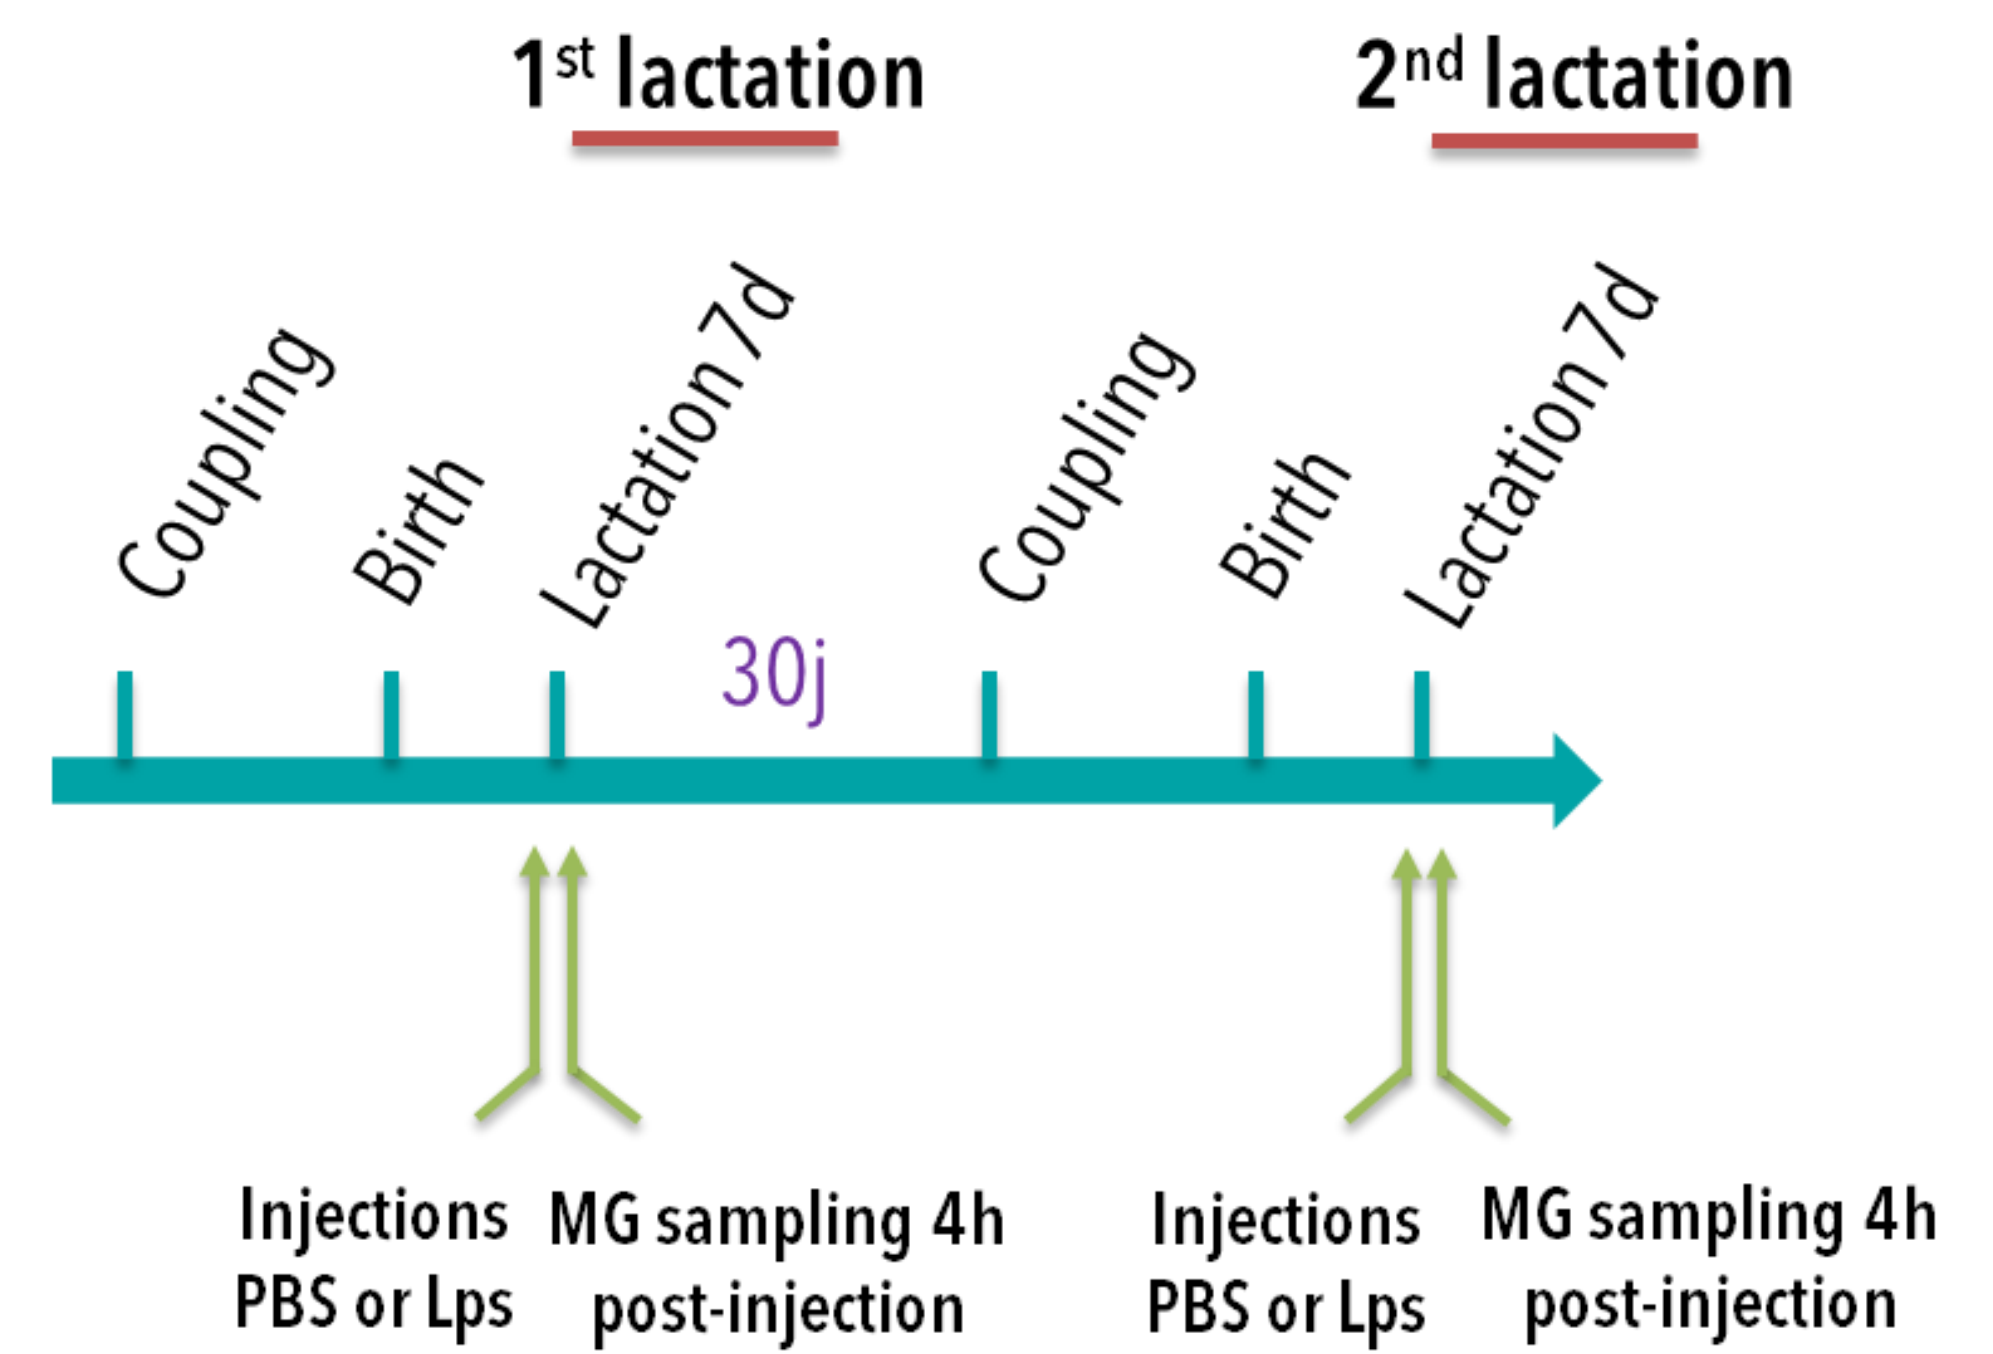 1st lactation
2nd lactation
Coupling
Birth
Lactation 7d
30j
Coupling
Birth
Lactation 7d
Injections
PBS or Lps
MG sampling 4h
post-injection
Injections
PBS or Lps
MG sampling 4h
post-injection